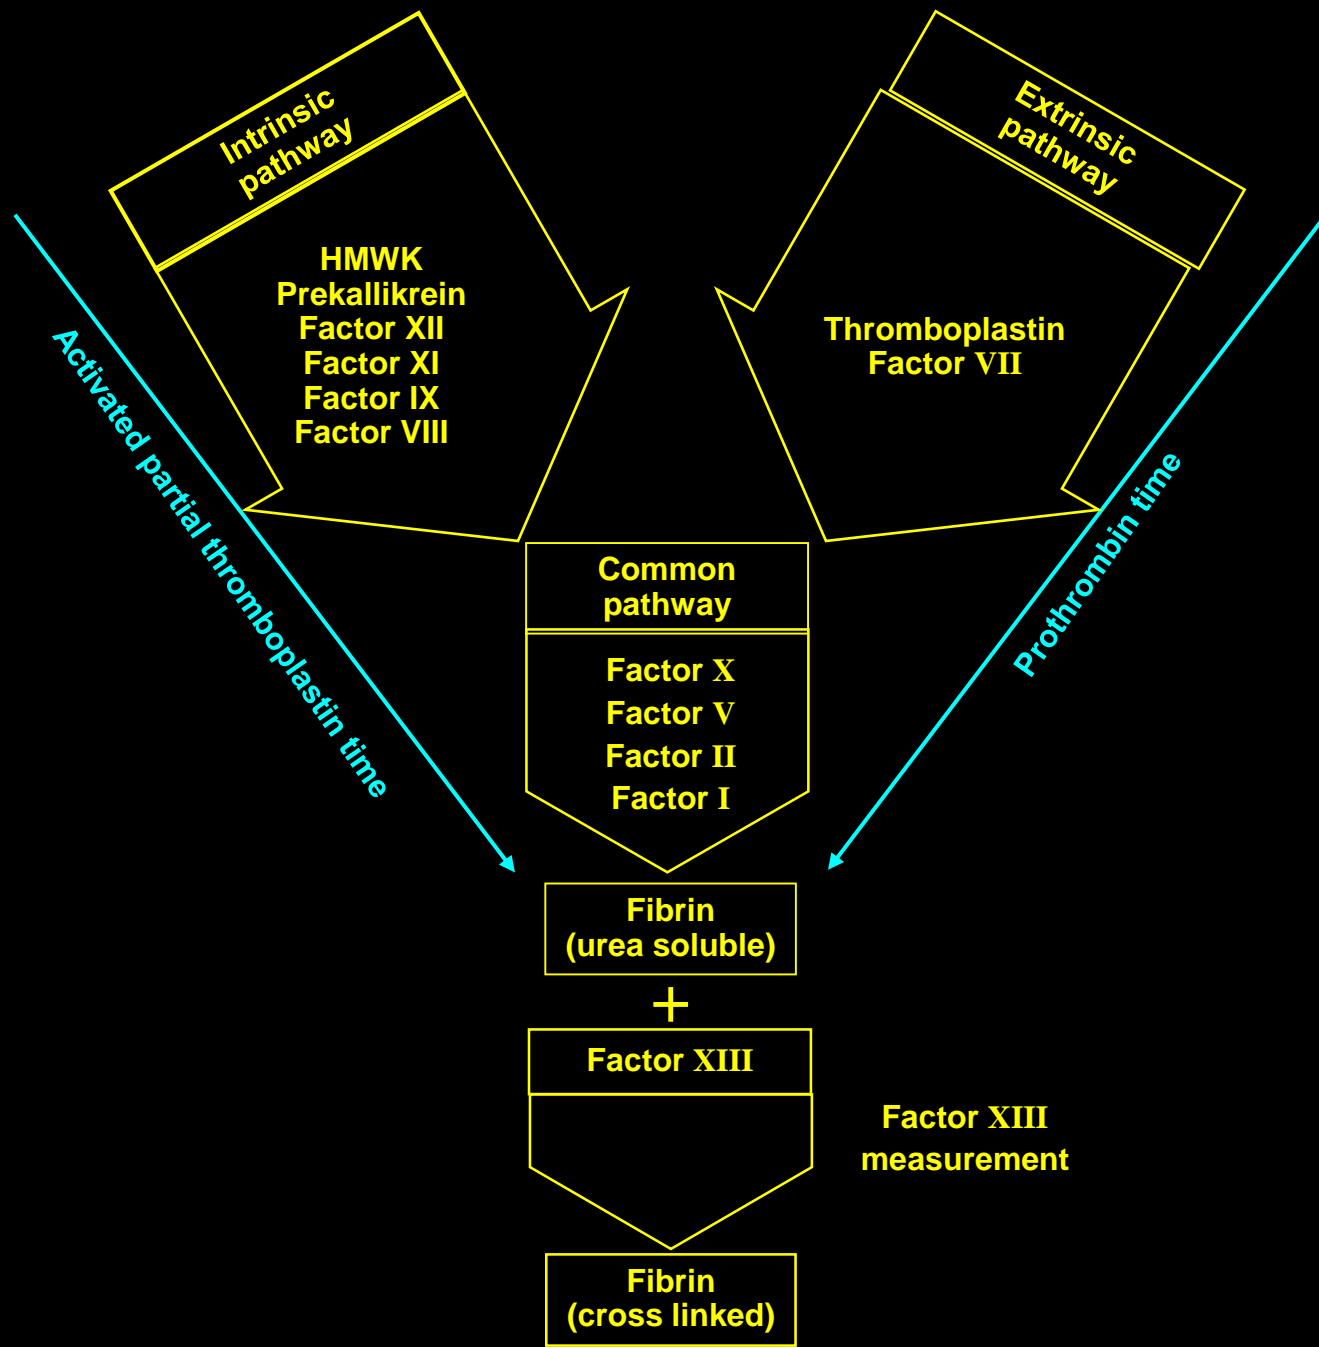 Intrinsic
pathway
Extrinsic
pathway
HMWK
Prekallikrein
Factor XII
Factor XI
Factor IX
Factor VIII
Thromboplastin
Factor VII
Activated partial thromboplastin time
Prothrombin time
Common
pathway
Factor X
Factor V
Factor II
Factor I
Fibrin
(urea soluble)
+
Factor XIII
Factor XIII
measurement
Fibrin
(cross linked)